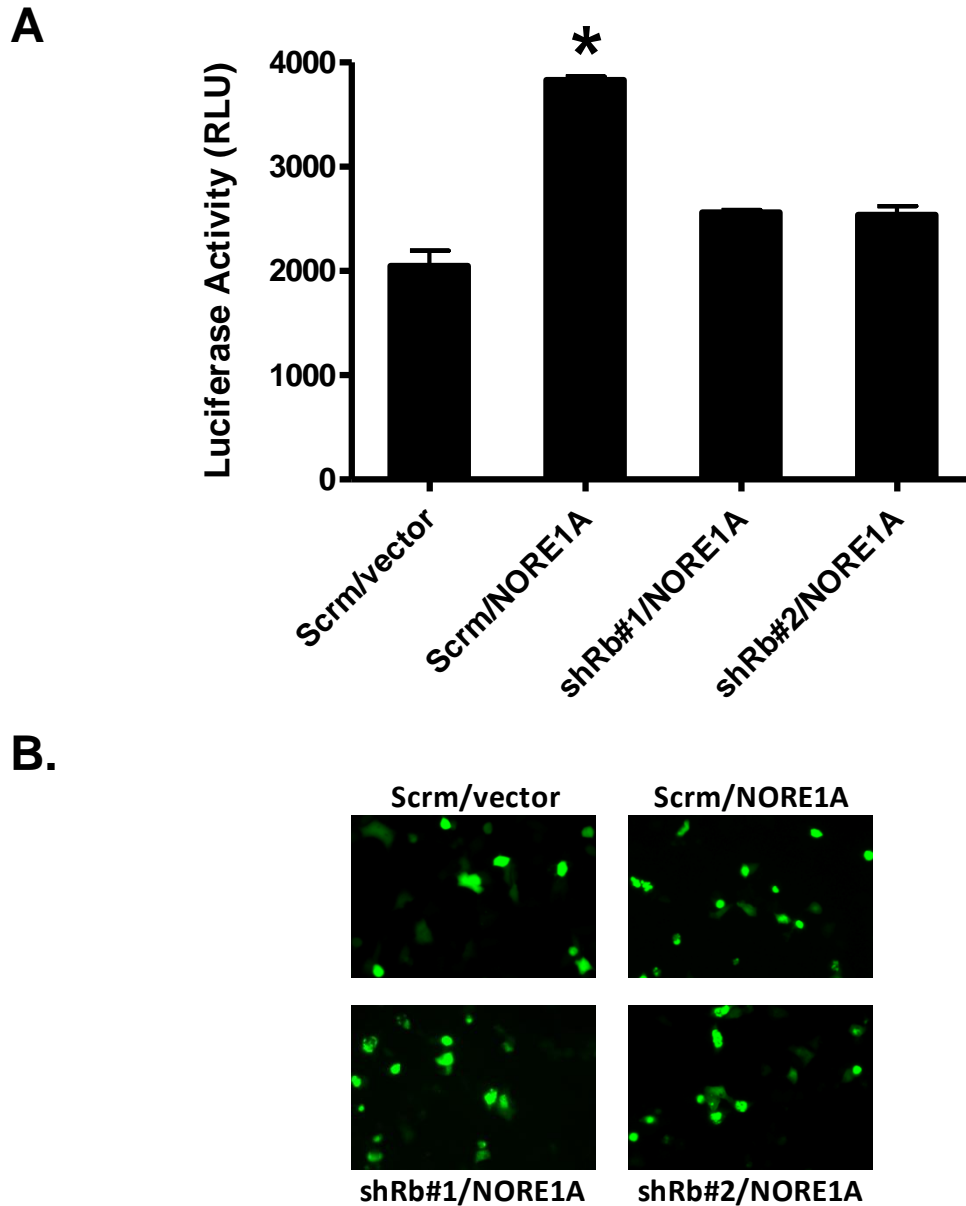 A
*
Luciferase Activity (RLU)
4000
3000
2000
1000
0
Scrm/vector
Scrm/NORE1A
shRb#1/NORE1A
shRb#2/NORE1A
B.
Scrm/vector
Scrm/NORE1A
shRb#1/NORE1A
shRb#2/NORE1A